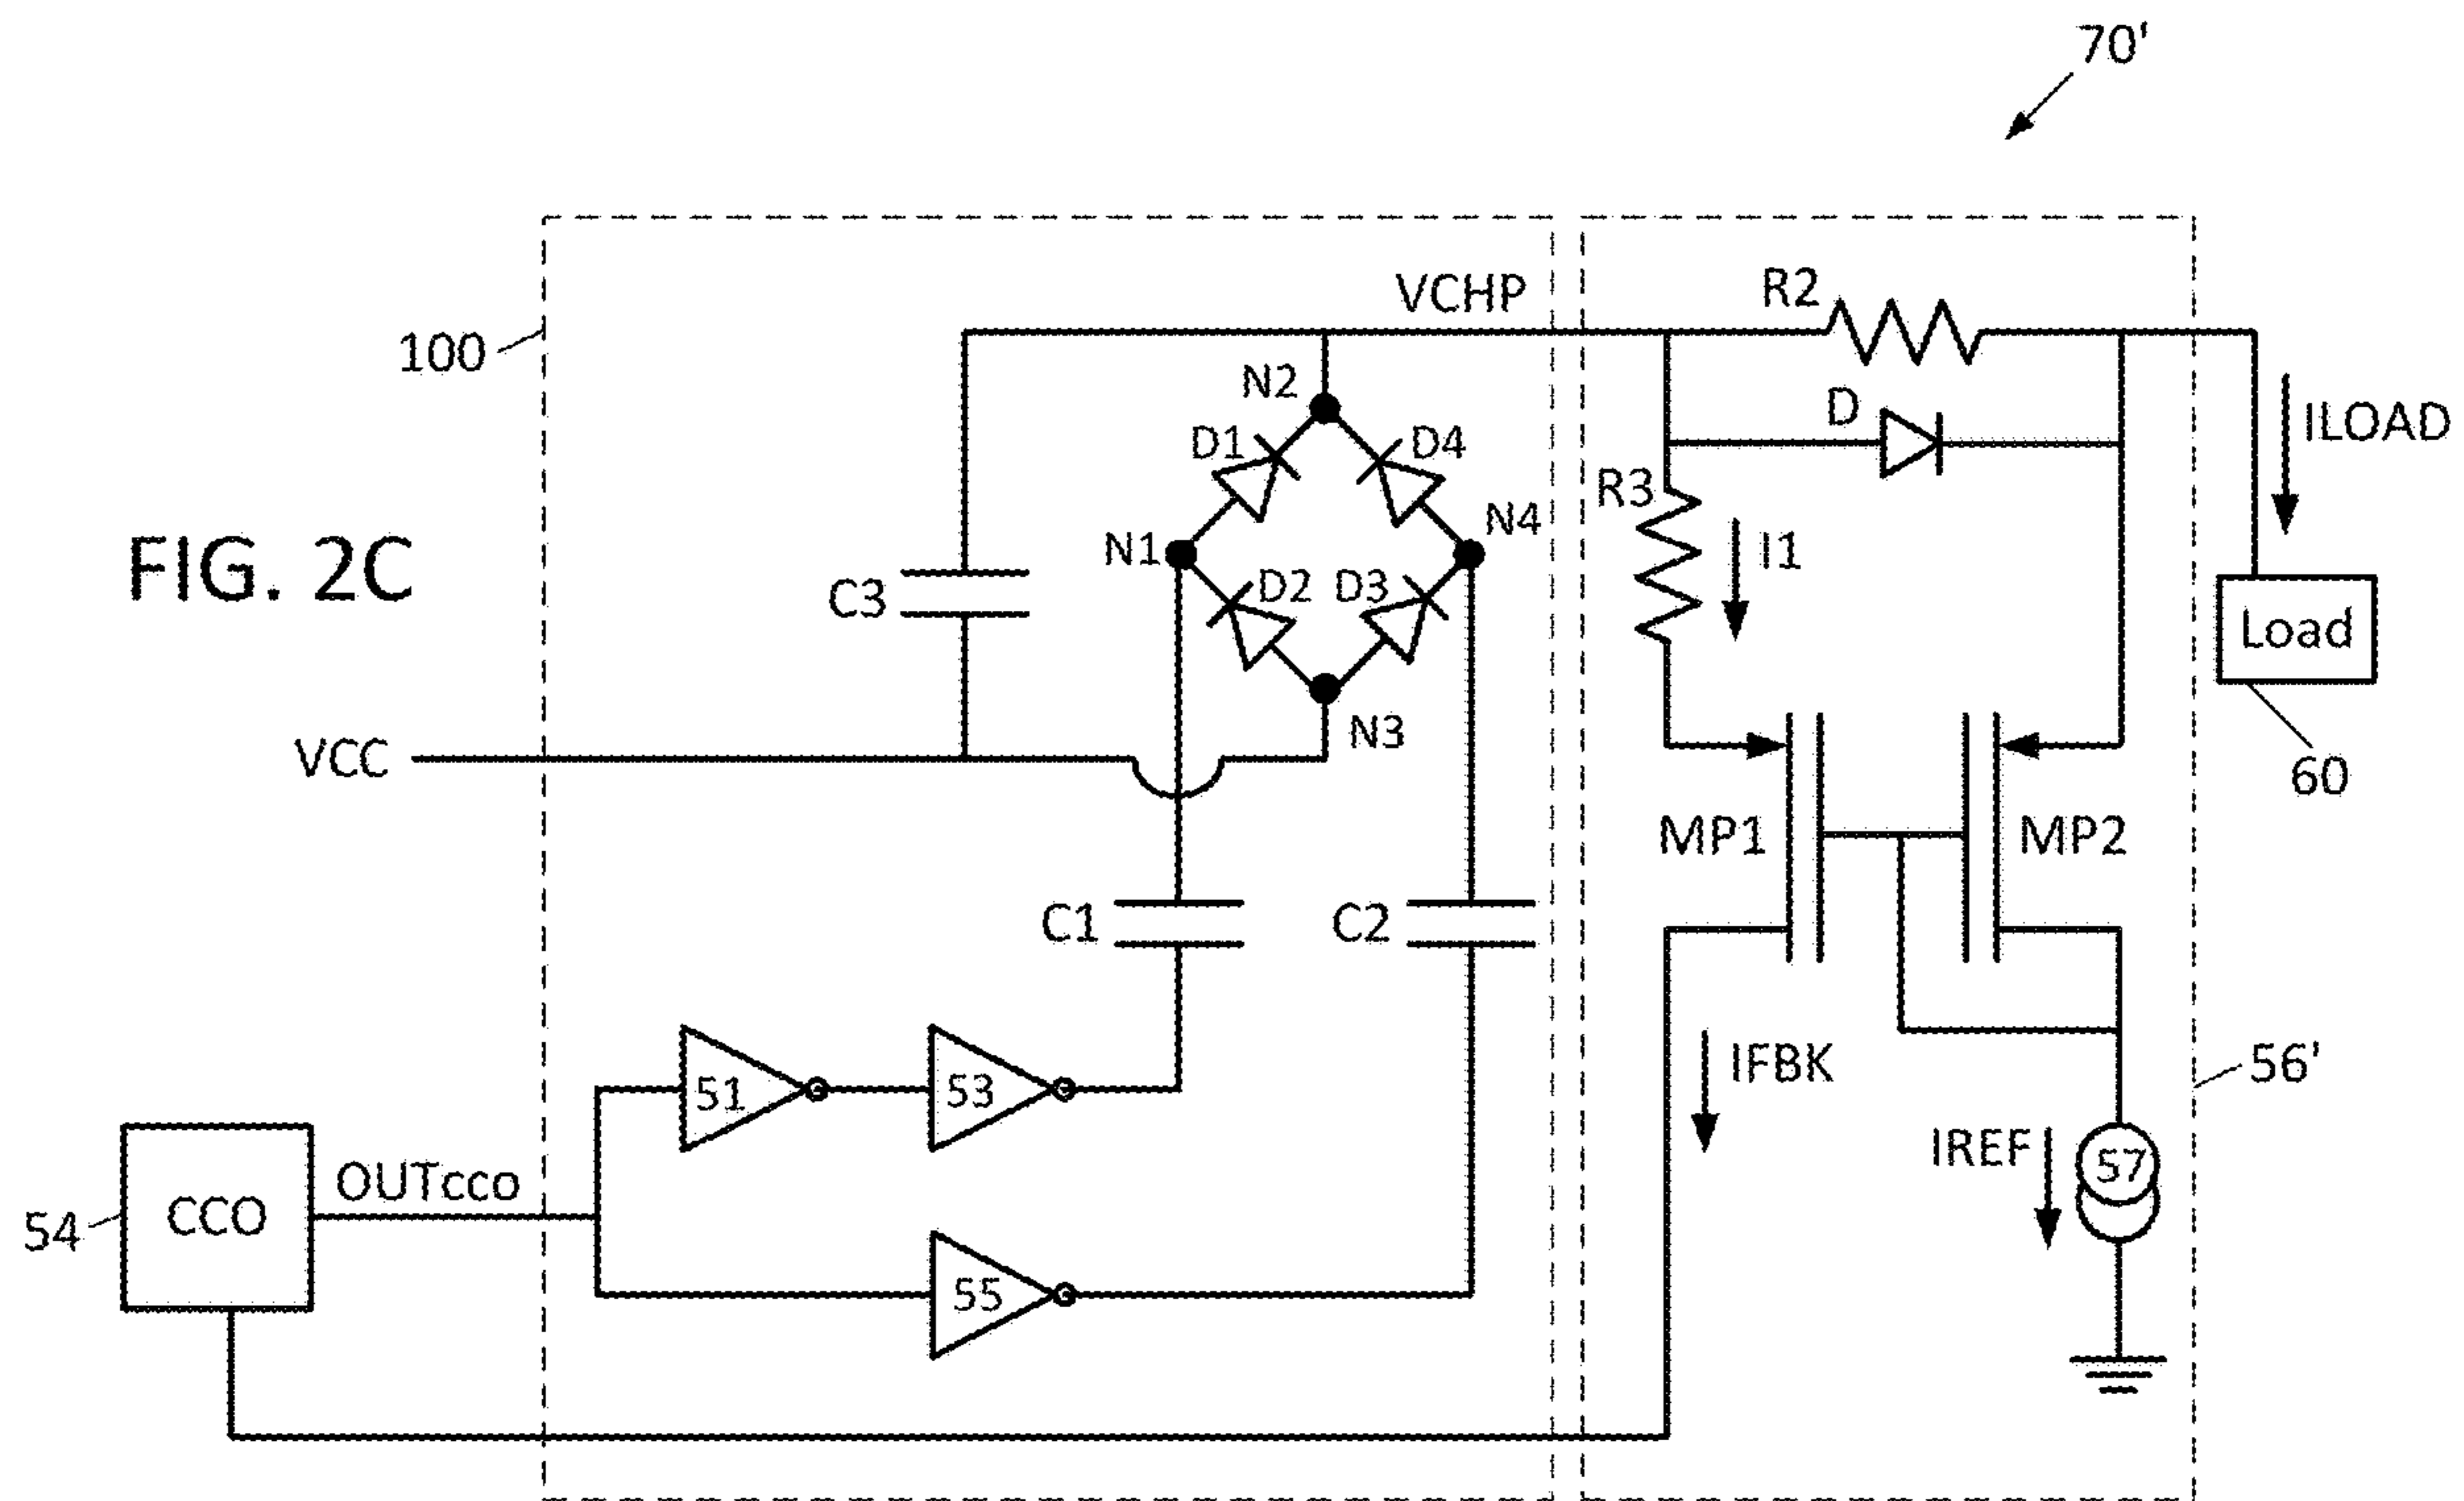 70'
VCHP
R2
100
N2
D
ILOAD
D1
D4
R3
N1
N4
I1
FIG. 2C
C3
D2
D3
Load
N3
VCC
60
MP1
MP2
C1
C2
51
53
IFBK
56'
IREF
57
OUTcco
54
CCO
55